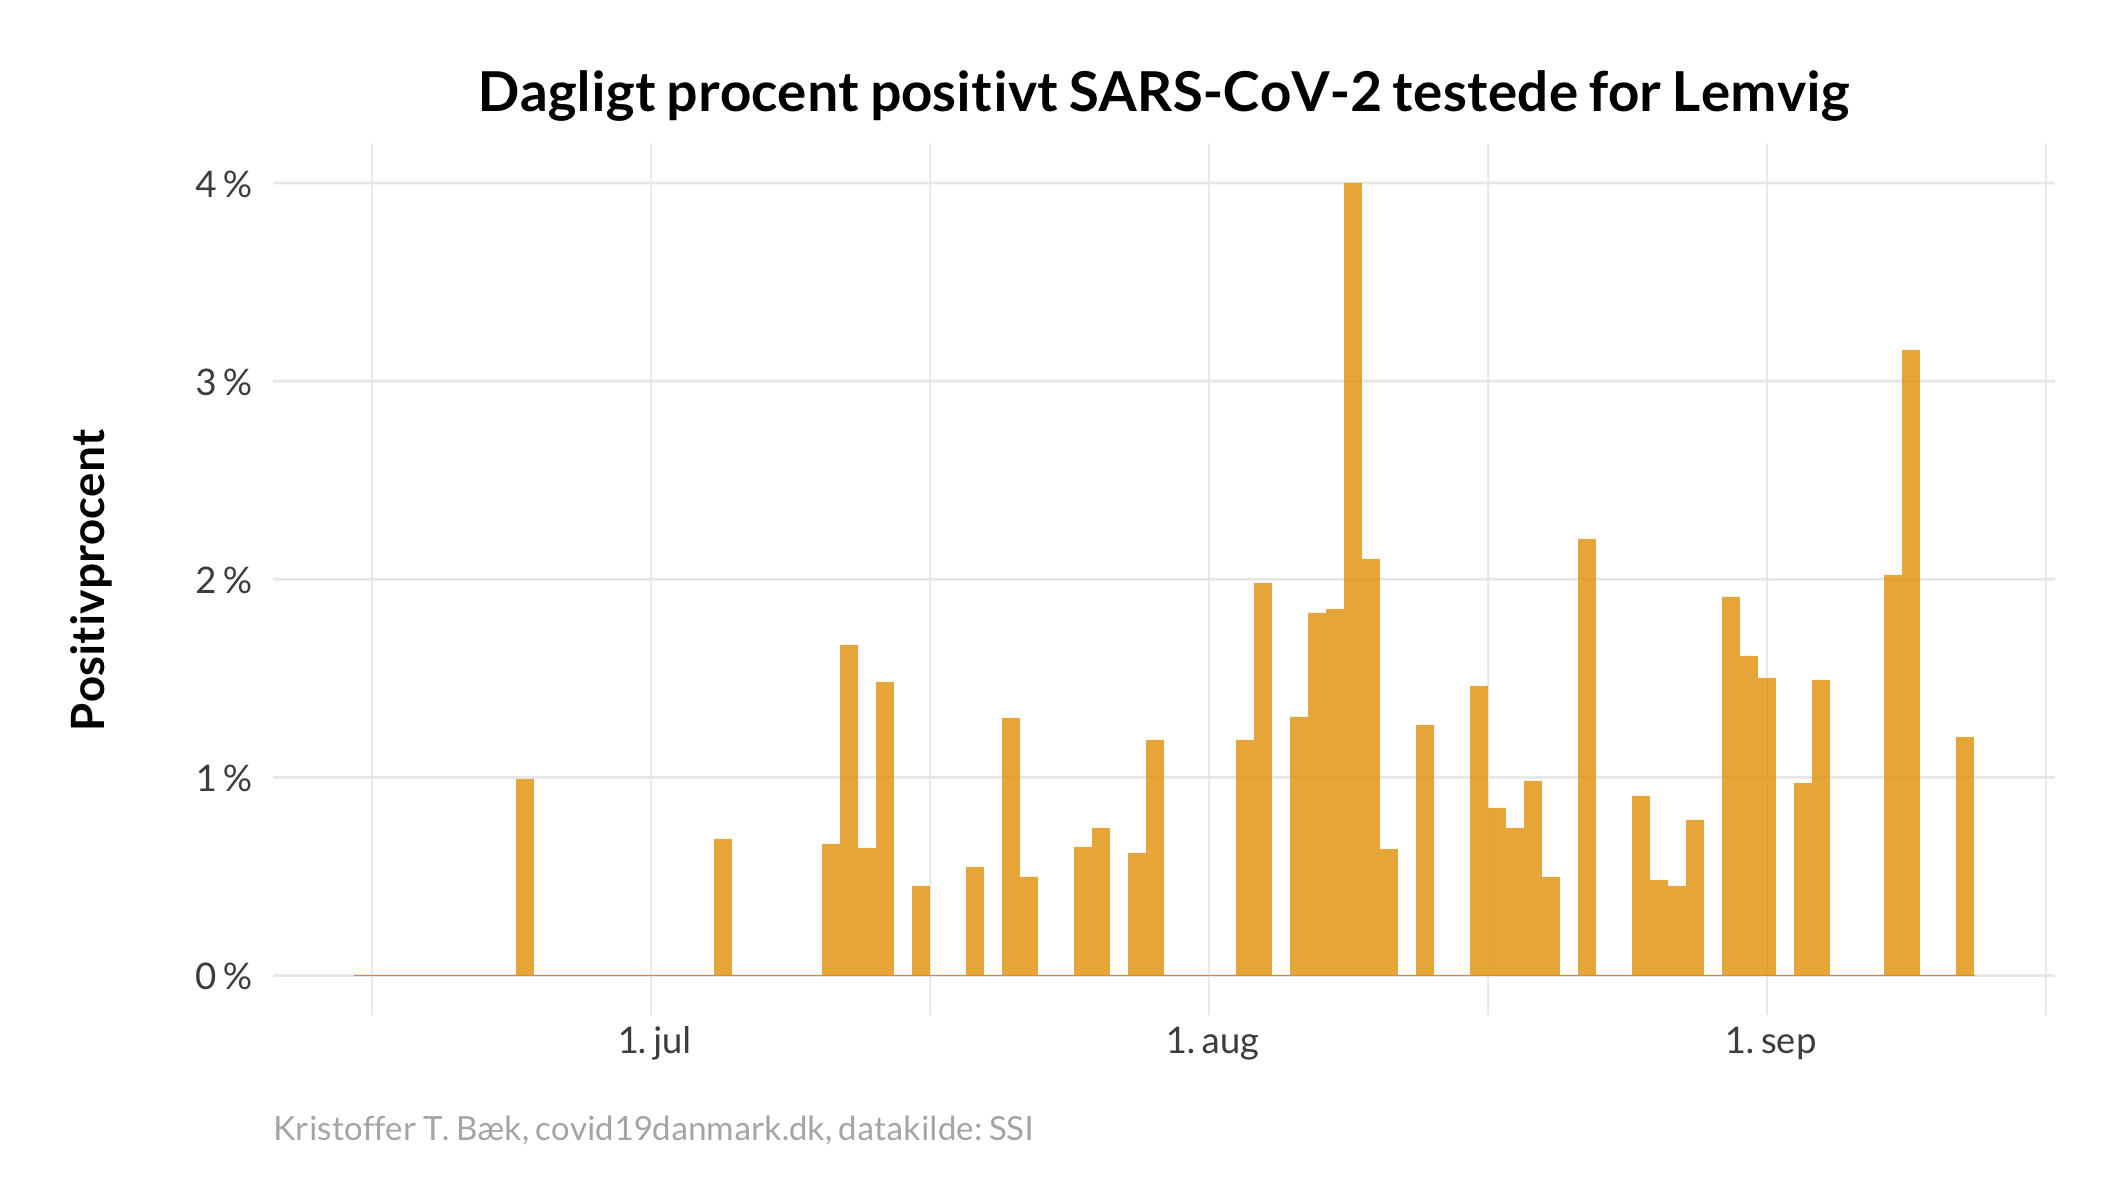 Dagligt procent positivt SARS-CoV-2 testede for Lemvig
Positivprocent
4 %
3 %
2 %
1 %
0 %
1. jul
1. aug
1. sep
Kristoffer T. Bæk, covid19danmark.dk, datakilde: SSI